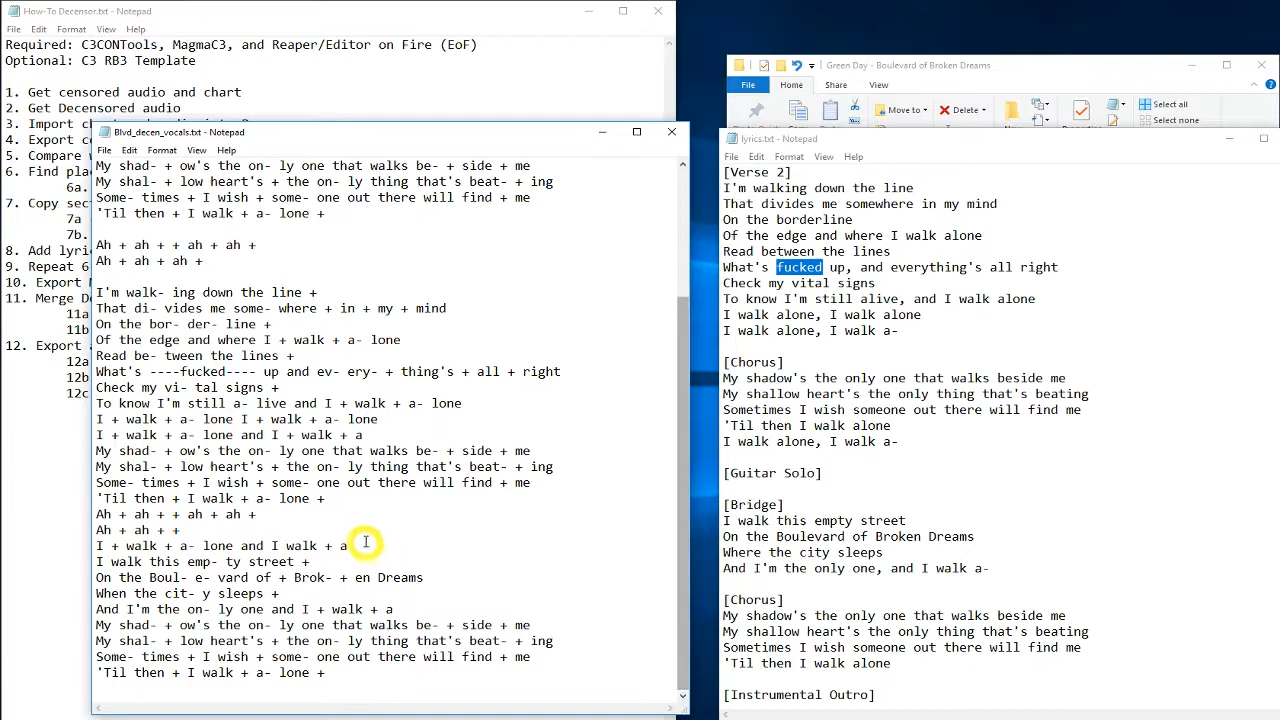 How-To Decensor.txt - Notepad
File Edit Format View Help
Required: C3CONTools, MagmaC3, and Reaper/Editor on Fire (EoF)
Optional: C3 RB3 Template
1. Get censored audio and chart
2. Get Decensored audio
3. Import
4. Export
5. Compare w
6. Find pla
6a.
7. Copy sec
7a
7b.
8. Add lyri
9. Repeat 6
10. Export M
11. Merge D
11a
11b
12. Export a
12a
12b
12c
Blvd_decen_vocals.txt - Notepad
File Edit Format View Help
My shad- + ow's the on- ly one that walks be- + side + me
My shal- + low heart's + the on- ly thing that's beat- + ing
Some- times + I wish + some- one out there will find + me
'Til then + I walk + a- lone +
Ah + ah + + ah + ah +
Ah + ah + ah +
I'm walk- ing down the line +
That di- vides me some- where + in + my + mind
On the bor- der- line +
Of the edge and where I + walk + a- lone
Read be- tween the lines +
What's ----fucked---- up and ev- ery- + thing's + all + right
Check my vi- tal signs +
To know I'm still a- live and I + walk + a- lone
I + walk + a- lone I + walk + a- lone
I + walk + a- lone and I + walk + a
My shad- + ow's the on- ly one that walks be- + side + me
My shal- + low heart's + the on- ly thing that's beat- + ing
Some- times + I wish + some- one out there will find + me
'Til then + I walk + a- lone +
Ah + ah + + ah + ah +
Ah + ah + +
I + walk + a- lone and I walk + a
I walk this emp- ty street +
On the Boul- e- vard of + Brok- + en Dreams
When the cit- y sleeps +
And I'm the on- ly one and I + walk + a
My shad- + ow's the on- ly one that walks be- + side + me
My shal- + low heart's + the on- ly thing that's beat- + ing
Some- times + I wish + some- one out there will find + me
'Til then + I walk + a- lone +
Green Day - Boulevard of Broken Dreams
File Home Share View
Move to Delete Select all
Copy to Select none
lyrics.txt - Notepad
File Edit Format View Help
[Verse 2]
I'm walking down the line
That divides me somewhere in my mind
On the borderline
Of the edge and where I walk alone
Read between the lines
What's fucked up, and everything's all right
Check my vital signs
To know I'm still alive, and I walk alone
I walk alone, I walk alone
I walk alone, I walk a-
[Chorus]
My shadow's the only one that walks beside me
My shallow heart's the only thing that's beating
Sometimes I wish someone out there will find me
'Til then I walk alone
I walk alone, I walk a-
[Guitar Solo]
[Bridge]
I walk this empty street
On the Boulevard of Broken Dreams
Where the city sleeps
And I'm the only one, and I walk a-
[Chorus]
My shadow's the only one that walks beside me
My shallow heart's the only thing that's beating
Sometimes I wish someone out there will find me
'Til then I walk alone
[Instrumental Outro]